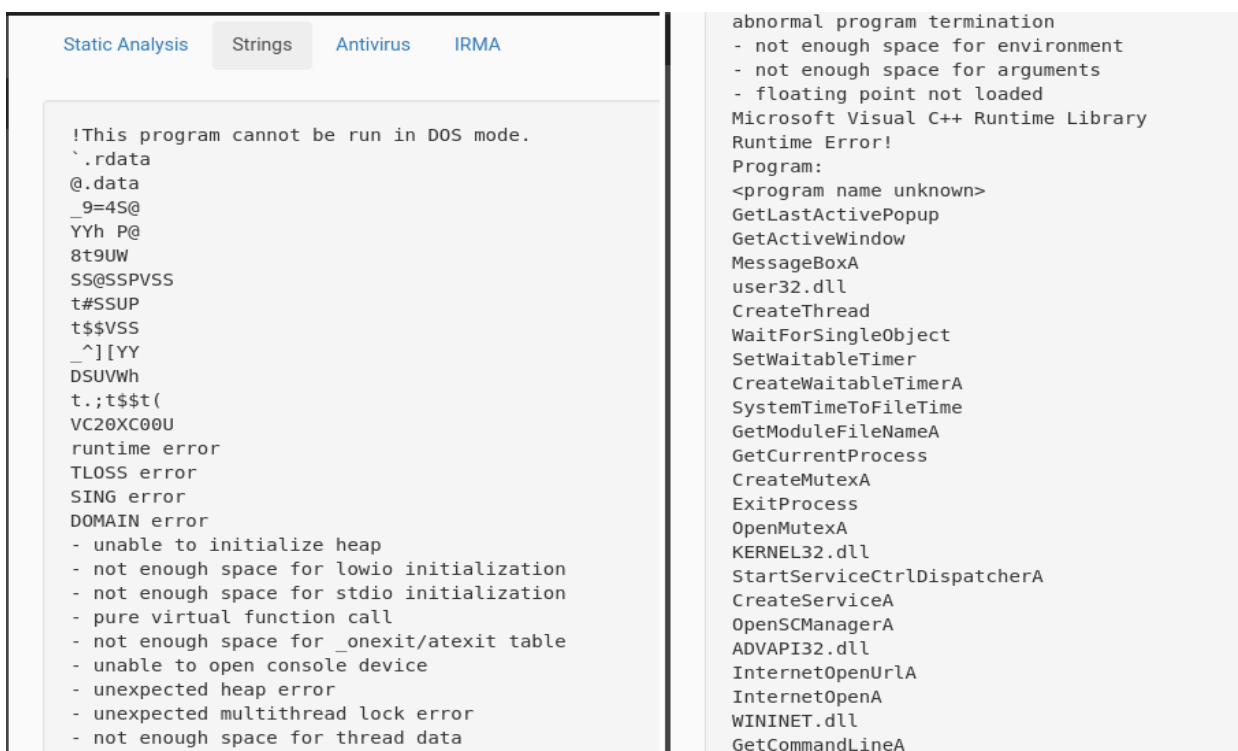 Static Analysis Strings Antivirus IRMA
!This program cannot be run in DOS mode.
`.rdata
@.data
_9=4S@
YYh P@
8t9UW
SS@SSPVSS
t#SSUP
t$$VSS
_^][YY
DSUVWh
t.;t$$t(
VC20XC00U
runtime error
TLOSS error
SING error
DOMAIN error
- unable to initialize heap
- not enough space for lowio initialization
- not enough space for stdio initialization
- pure virtual function call
- not enough space for _onexit/atexit table
- unable to open console device
- unexpected heap error
- unexpected multithread lock error
- not enough space for thread data
abnormal program termination
- not enough space for environment
- not enough space for arguments
- floating point not loaded
Microsoft Visual C++ Runtime Library
Runtime Error!
Program:
<program name unknown>
GetLastActivePopup
GetActiveWindow
MessageBoxA
user32.dll
CreateThread
WaitForSingleObject
SetWaitableTimer
CreateWaitableTimerA
SystemTimeToFileTime
GetModuleFileNameA
GetCurrentProcess
CreateMutexA
ExitProcess
OpenMutexA
KERNEL32.dll
StartServiceCtrlDispatcherA
CreateServiceA
OpenSCManagerA
ADVAPI32.dll
InternetOpenUrlA
InternetOpenA
WININET.dll
GetCommandLineA